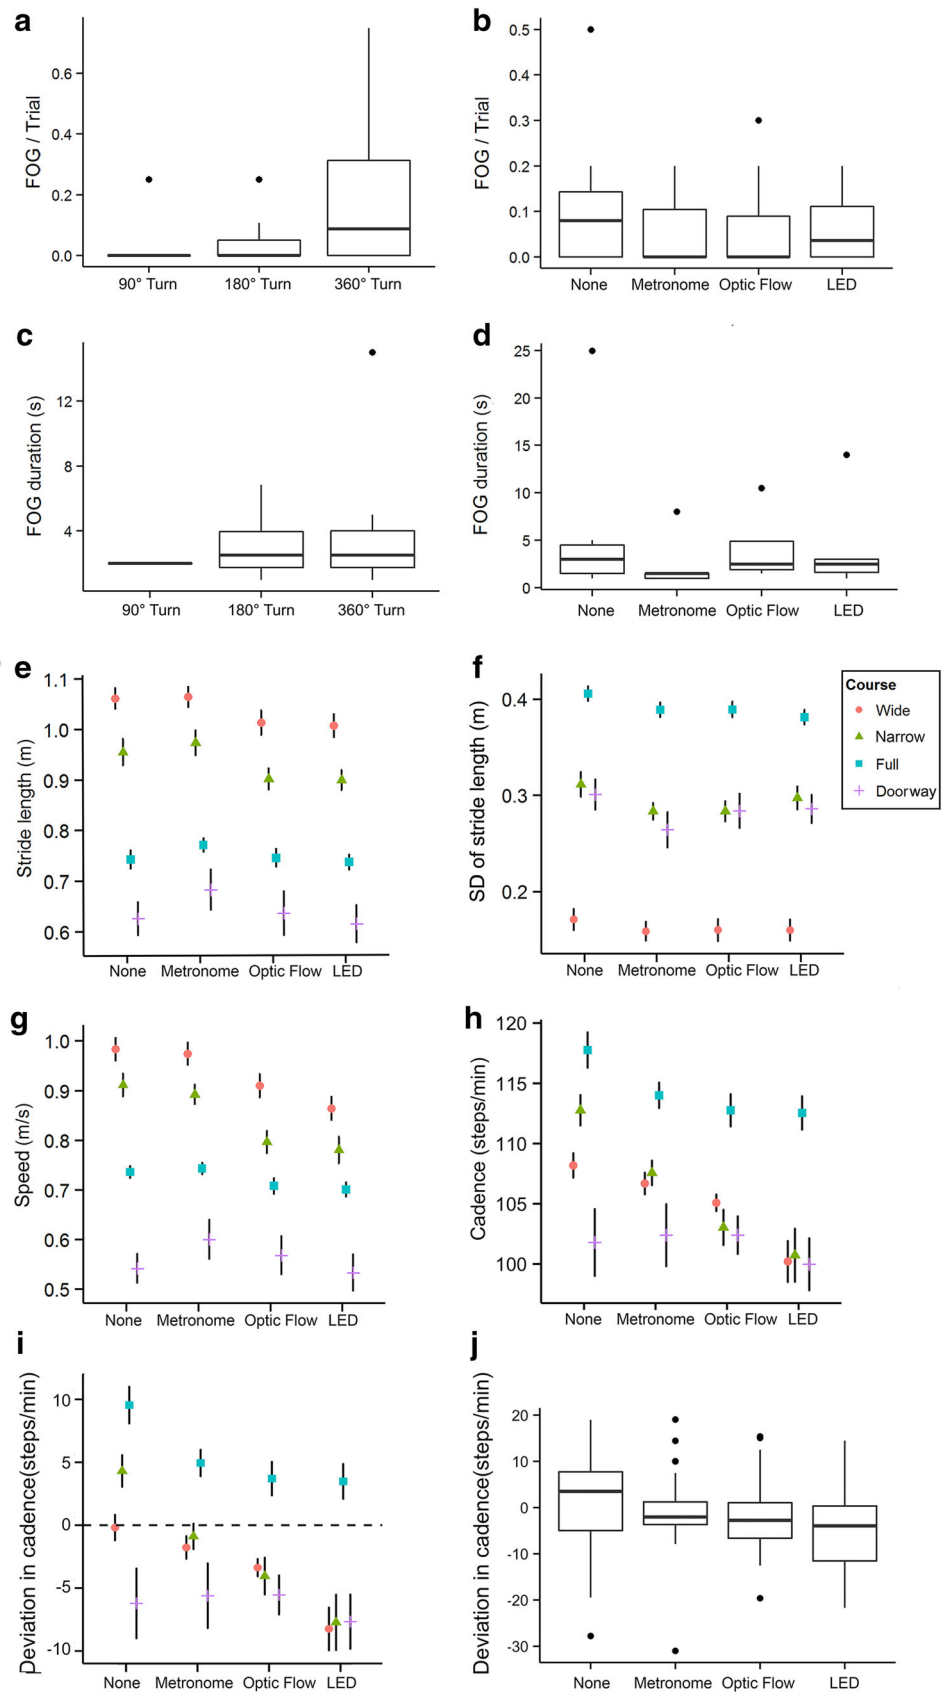 a
FOG / Trial
0.6
0.4
0.2
0.0
90° Turn 180° Turn 360° Turn
b
FOG / Trial
0.5
0.4
0.3
0.2
0.1
0.0
None Metronome Optic Flow LED
c
FOG duration (s)
12
8
4
90° Turn 180° Turn 360° Turn
d
FOG duration (s)
25
20
15
10
5
0
None Metronome Optic Flow LED
e
Stride length (m)
1.1
1.0
0.9
0.8
0.7
0.6
None Metronome Optic Flow LED
f
SD of stride length (m)
0.4
0.3
0.2
None Metronome Optic Flow LED
Course
Wide
Narrow
Full
Doorway
g
Speed (m/s)
1.0
0.9
0.8
0.7
0.6
0.5
None Metronome Optic Flow LED
h
Cadence (steps/min)
120
115
110
105
100
None Metronome Optic Flow LED
i
Deviation in cadence(steps/min)
10
5
0
-5
-10
None Metronome Optic Flow LED
j
Deviation in cadence(steps/min)
20
10
0
-10
-20
-30
None Metronome Optic Flow LED